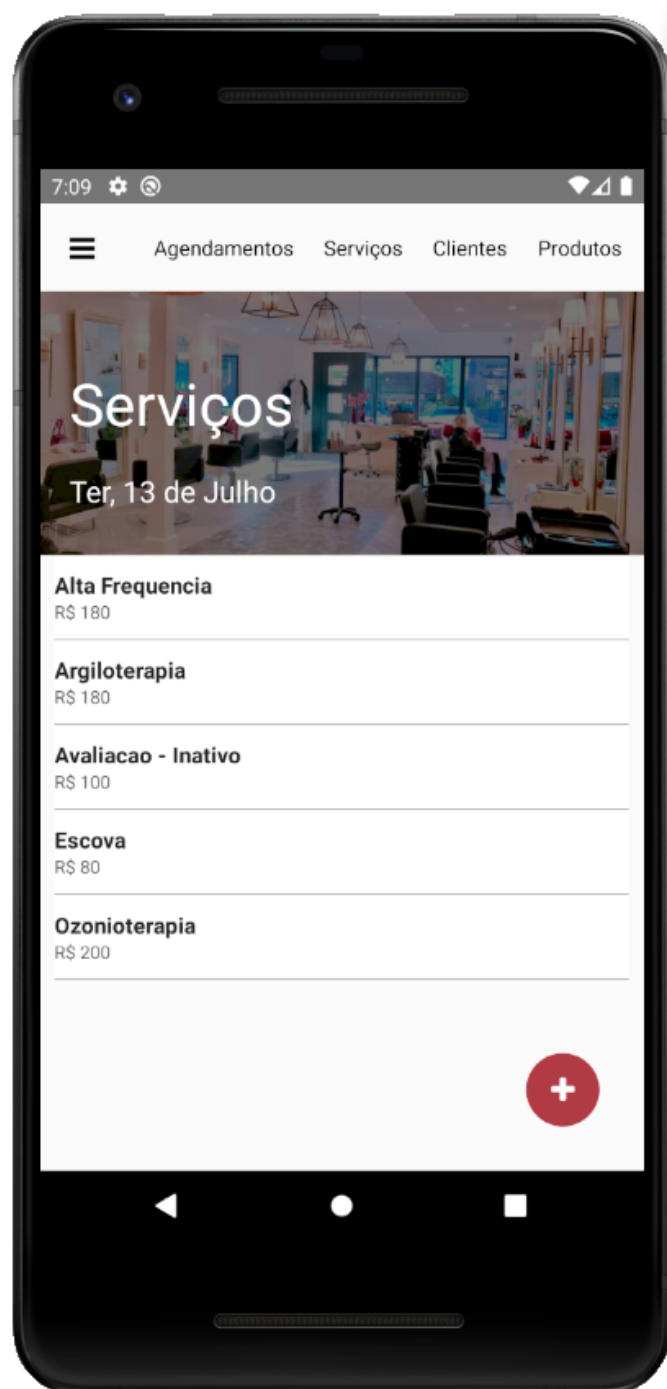 7:09
Agendamentos Serviços Clientes Produtos
Serviços
Ter, 13 de Julho
Alta Frequencia
R$ 180
Argiloterapia
R$ 180
Avaliacao - Inativo
R$ 100
Escova
R$ 80
Ozonioterapia
R$ 200